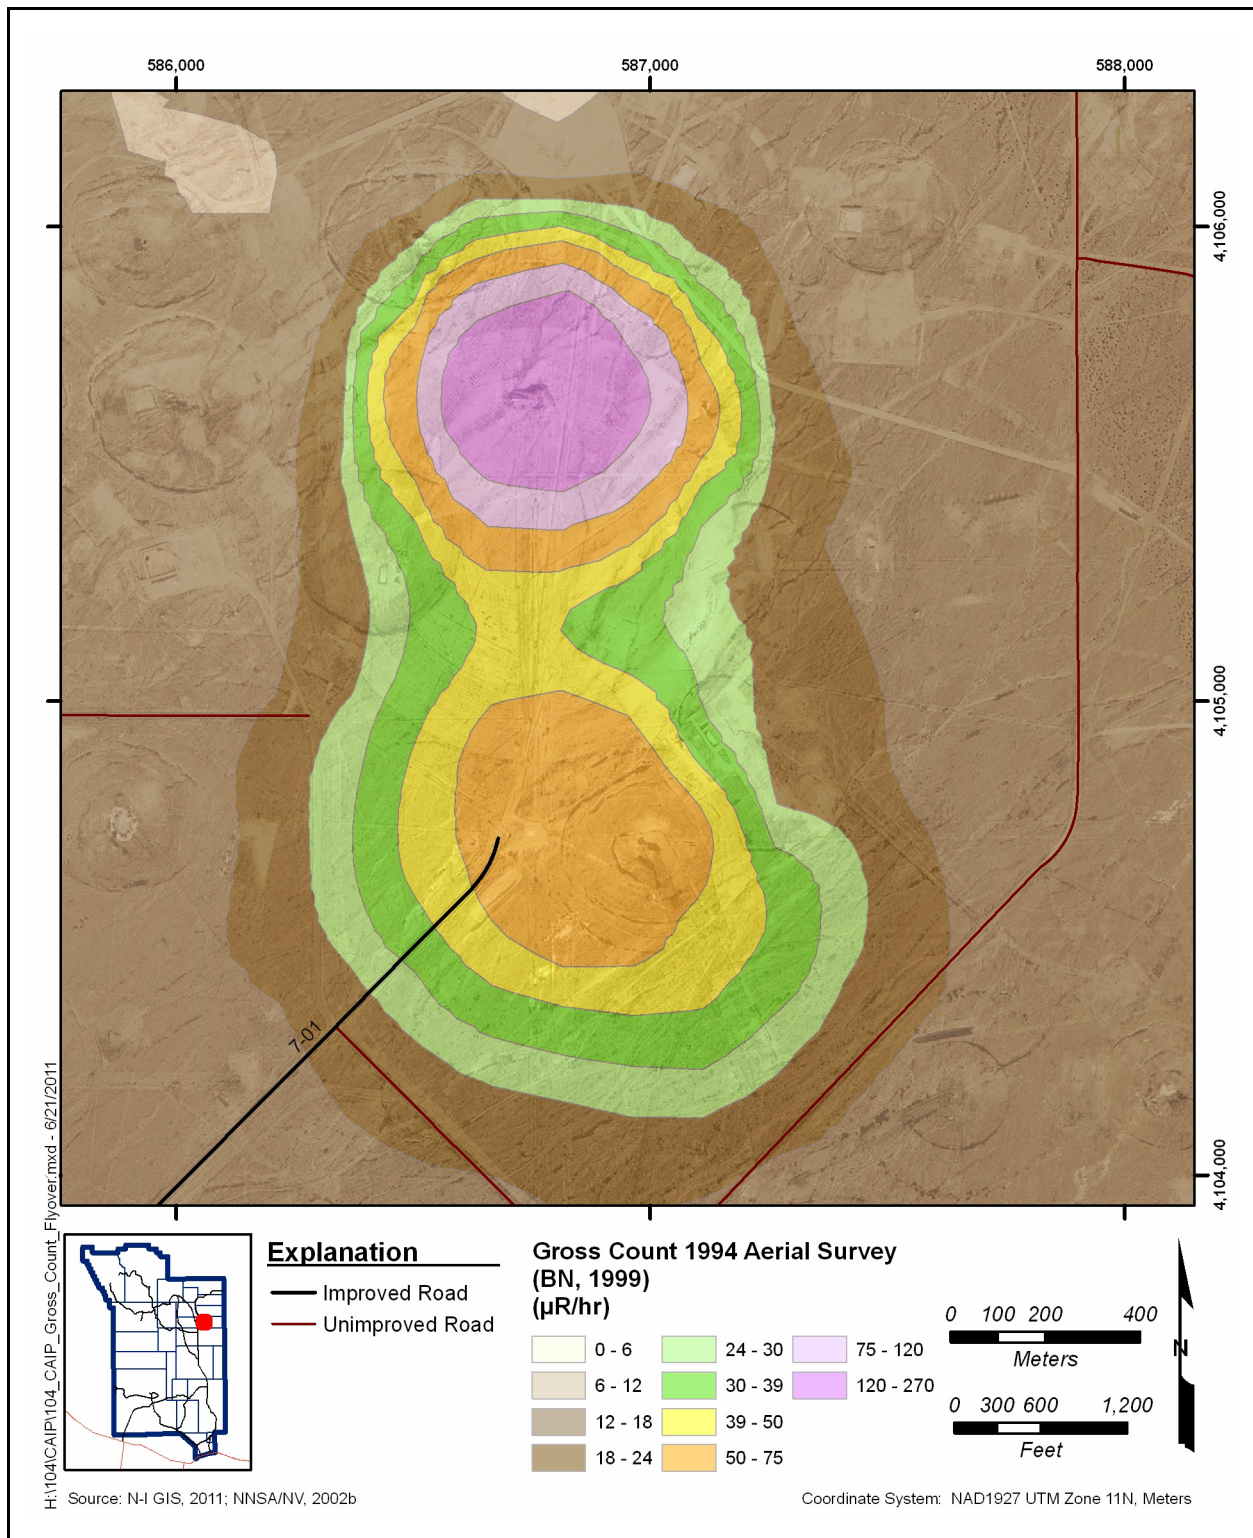 586,000 587,000 588,000
4,106,000
4,105,000
4,104,000
7-01
H:\104\CAIP\104_CAIP_Gross_Count_Flyover.mxd - 6/21/2011
Explanation
Improved Road
Unimproved Road
Gross Count 1994 Aerial Survey
(BN, 1999)
(µR/hr)
0 - 6 24 - 30 75 - 120
6 - 12 30 - 39 120 - 270
12 - 18 39 - 50
18 - 24 50 - 75
0 100 200 400
Meters
0 300 600 1,200
Feet
N
Source: N-I GIS, 2011; NNSA/NV, 2002b
Coordinate System: NAD1927 UTM Zone 11N, Meters